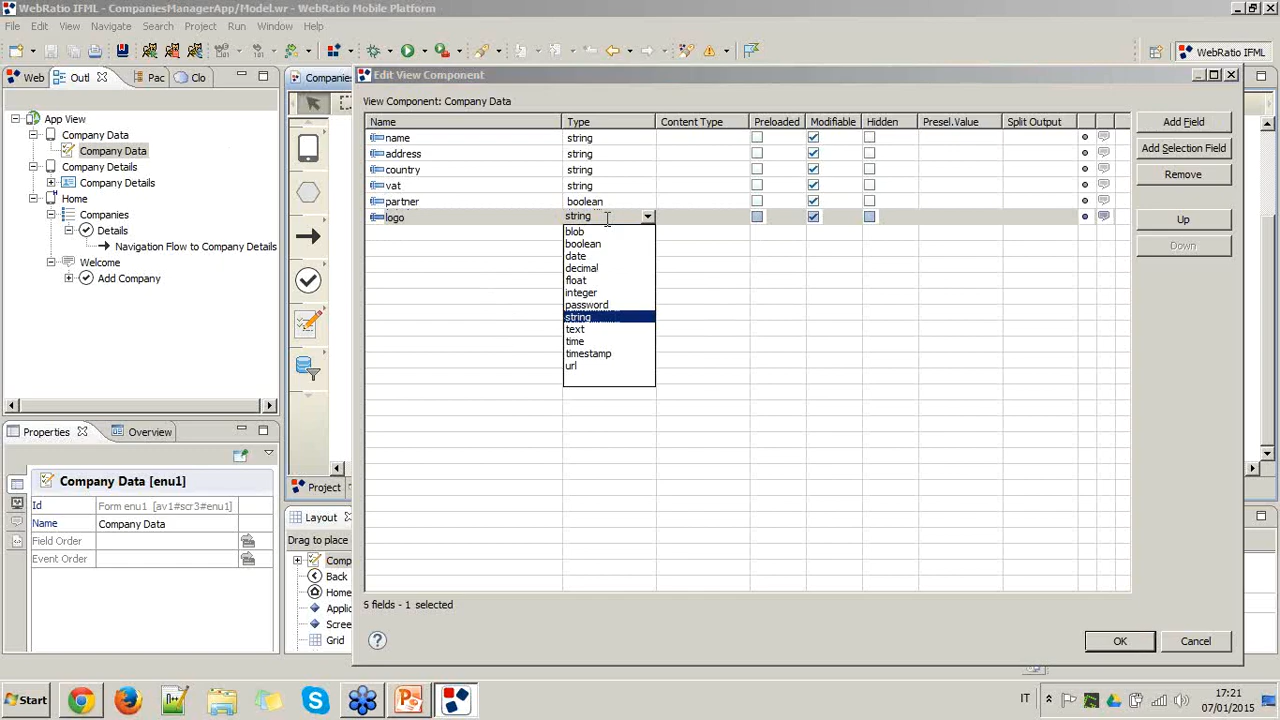 WebRatio IFML - CompaniesManagerApp/Model.wr - WebRatio Mobile Platform
File Edit View Navigate Search Project Run Window Help
WebRatio IFML
Web Outl Pac Clo
Companies
App View
Company Data
Company Data
Company Details
Company Details
Home
Companies
Details
Navigation Flow to Company Details
Welcome
Add Company
Properties Overview
Company Data [enu1]
Id Form enu1 [av1#scr3#enu1]
Name Company Data
Field Order
Event Order
Project
Layout
Drag to place
Comp
Back
Home
Applic
Scree
Grid
Edit View Component
View Component: Company Data
Name Type Content Type Preloaded Modifiable Hidden Presel.Value Split Output
name string
address string
country string
vat string
partner boolean
logo string
blob
boolean
date
decimal
float
integer
password
string
text
time
timestamp
url
Add Field
Add Selection Field
Remove
Up
Down
5 fields - 1 selected
OK Cancel
Start
IT
17:21
07/01/2015